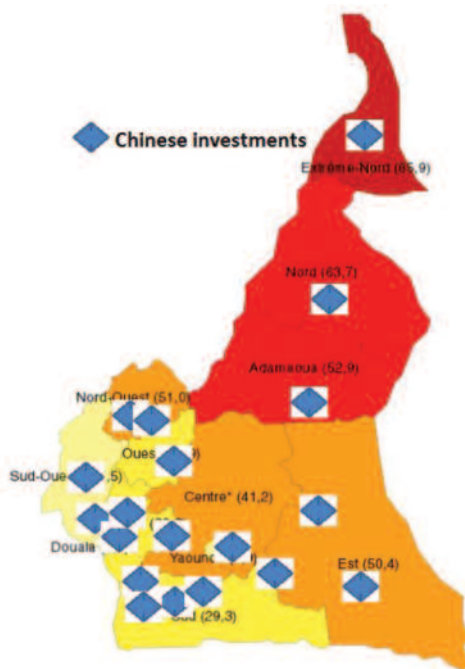 Chinese investments
Extrême-Nord (65,9)
Nord (63,7)
Adamaoua (52,9)
Nord-Ouest (51,0)
Centre* (41,2)
Douala
Est (50,4)
(29,3)